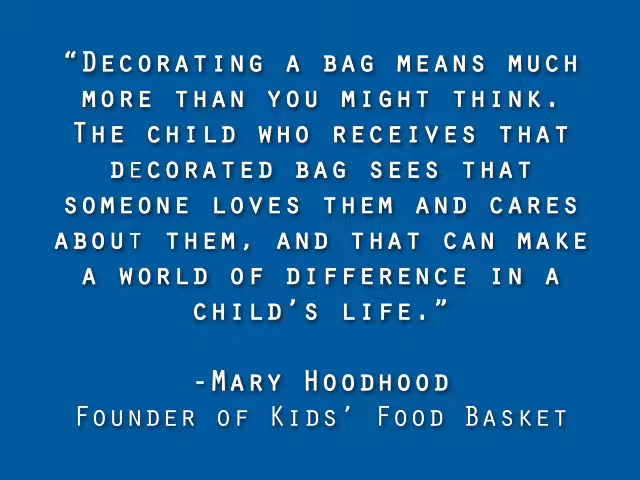 “Decorating a bag means much
more than you might think.
The child who receives that
decorated bag sees that
someone loves them and cares
about them, and that can make
a world of difference in a
child’s life.”
-Mary Hoodhood
Founder of Kids’ Food Basket